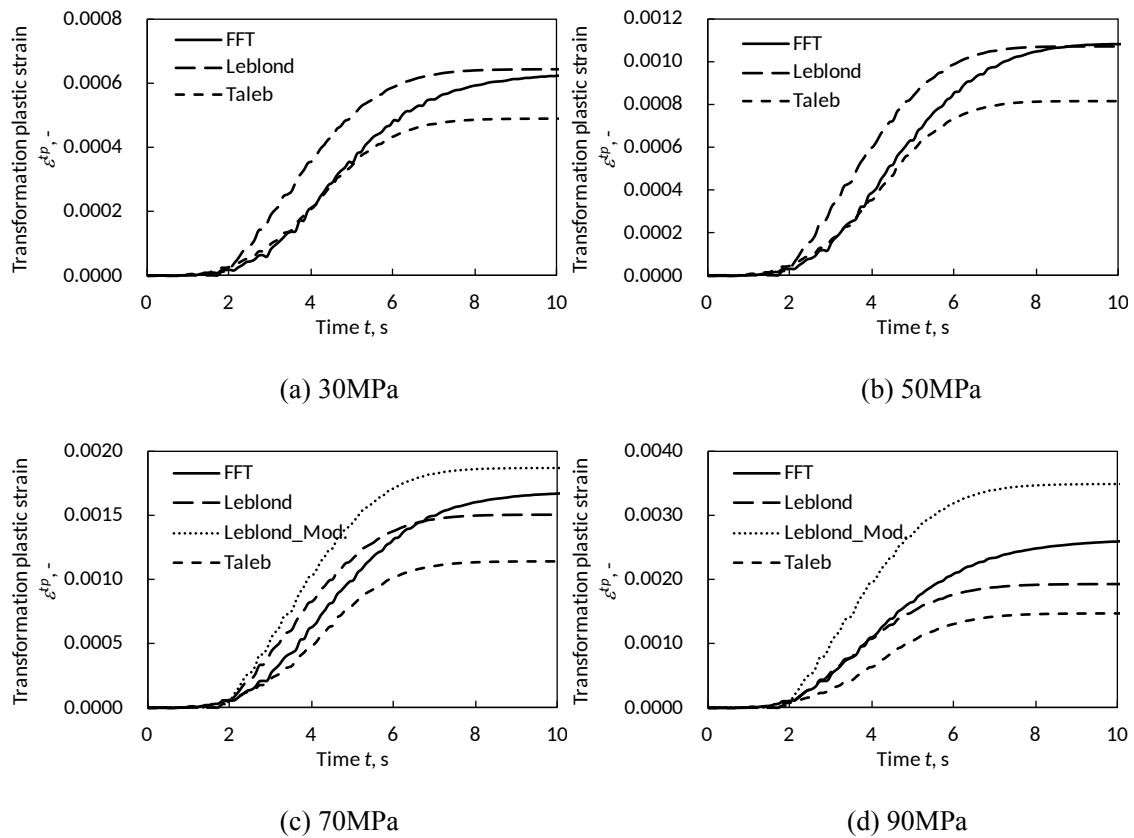 0.0008
0.0006
0.0004
0.0002
0.0000
Transformation plastic strain
εᵗᵖ, -
FFT
Leblond
Taleb
0 2 4 6 8 10
Time t, s
(a) 30MPa
0.0012
0.0010
0.0008
0.0006
0.0004
0.0002
0.0000
Transformation plastic strain
εᵗᵖ, -
FFT
Leblond
Taleb
0 2 4 6 8 10
Time t, s
(b) 50MPa
0.0020
0.0015
0.0010
0.0005
0.0000
Transformation plastic strain
εᵗᵖ, -
FFT
Leblond
Leblond_Mod.
Taleb
0 2 4 6 8 10
Time t, s
(c) 70MPa
0.0040
0.0030
0.0020
0.0010
0.0000
Transformation plastic strain
εᵗᵖ, -
FFT
Leblond
Leblond_Mod.
Taleb
0 2 4 6 8 10
Time t, s
(d) 90MPa